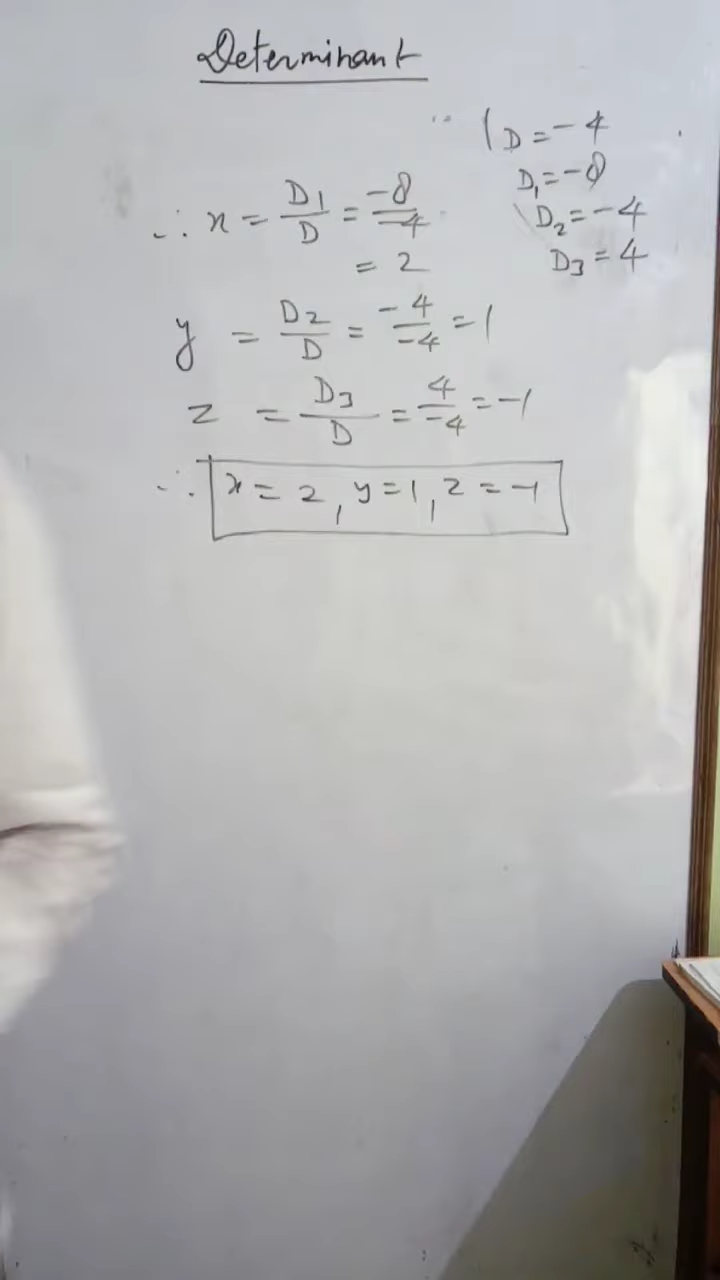 Determinant
D = -4
D₁ = -8
D₂ = -4
D₃ = 4
∴ x = D₁/D = -8/-4
= 2
y = D₂/D = -4/-4 = 1
z = D₃/D = 4/-4 = -1
∴ x = 2, y = 1, z = -1